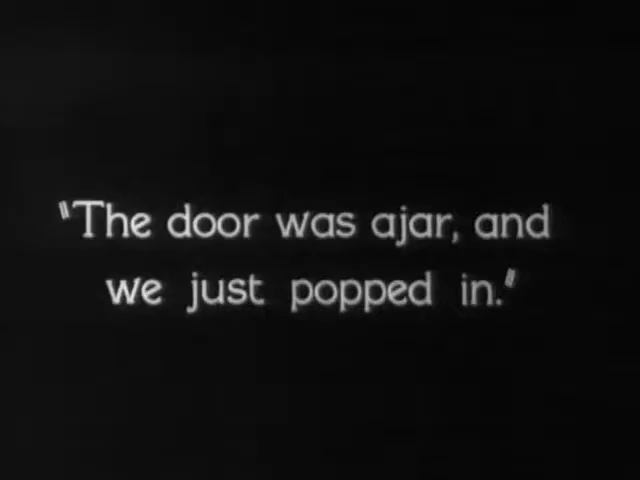 "The door was ajar, and
we just popped in."